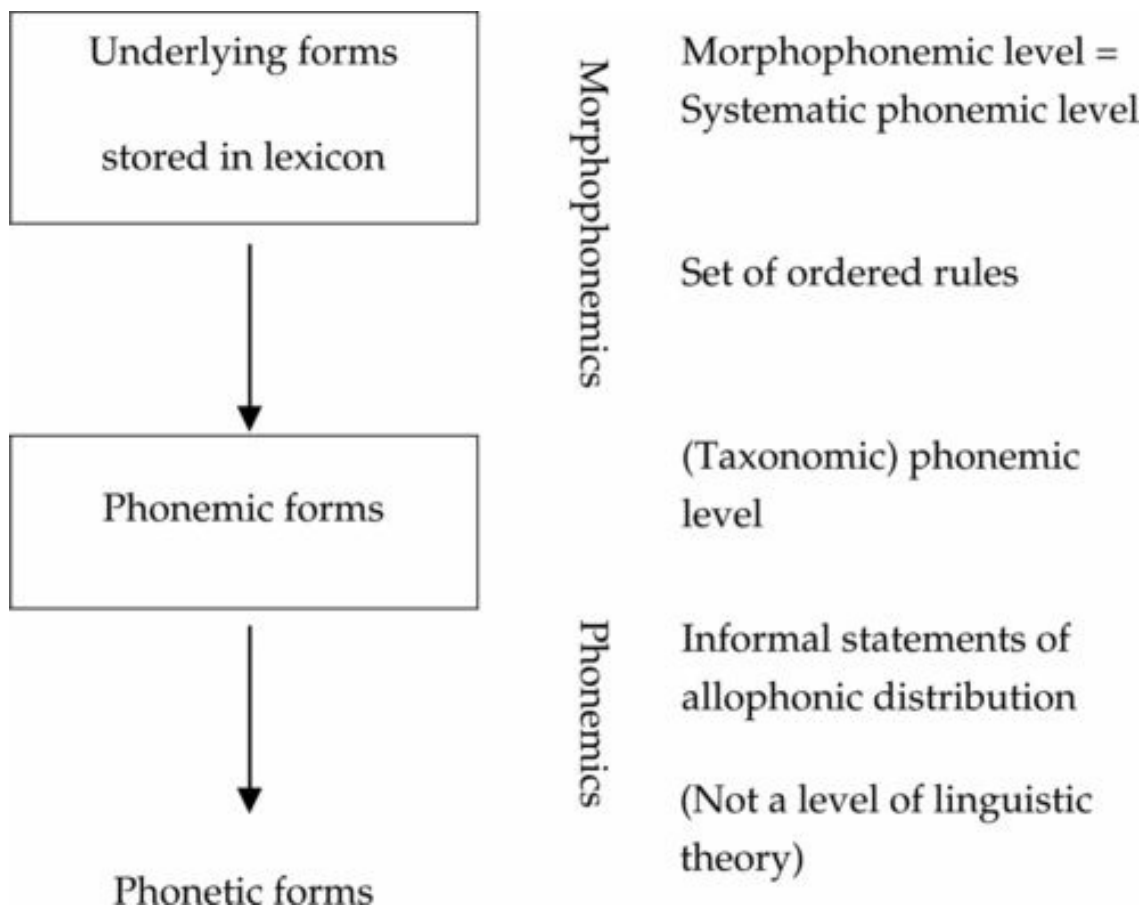 Underlying forms
stored in lexicon
Morphophonemics
Morphophonemic level =
Systematic phonemic level
Set of ordered rules
Phonemic forms
(Taxonomic) phonemic
level
Phonemics
Informal statements of
allophonic distribution
(Not a level of linguistic
theory)
Phonetic forms